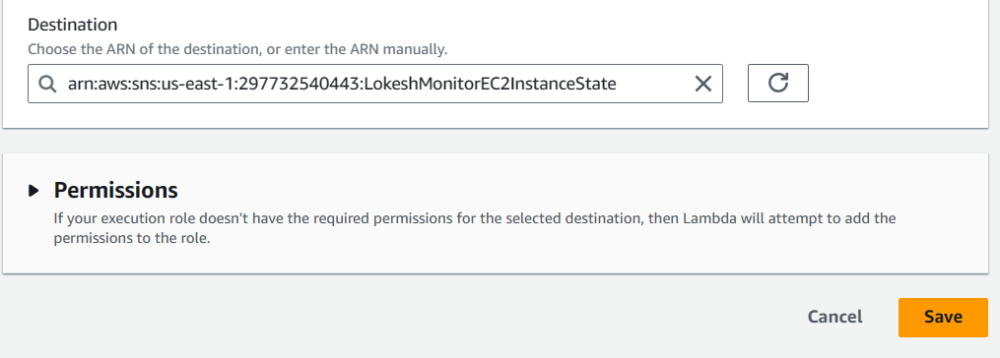 Destination
Choose the ARN of the destination, or enter the ARN manually.
arn:aws:sns:us-east-1:297732540443:LokeshMonitorEC2InstanceState
Permissions
If your execution role doesn't have the required permissions for the selected destination, then Lambda will attempt to add the
permissions to the role.
Cancel
Save